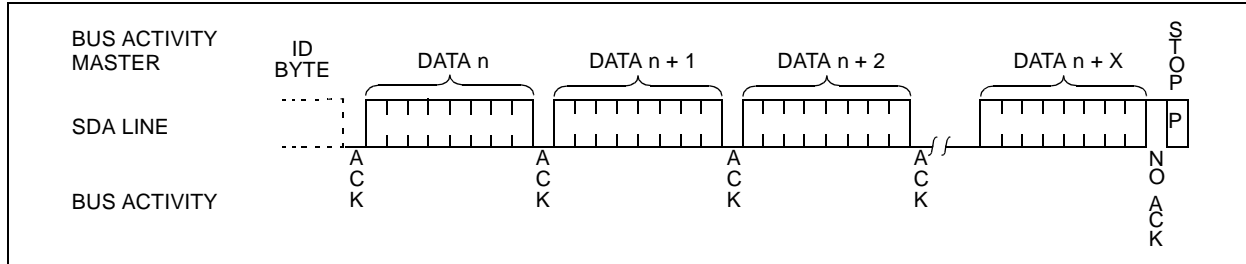 BUS ACTIVITY
MASTER
ID
BYTE
DATA n
DATA n + 1
DATA n + 2
DATA n + X
STOP
SDA LINE
P
BUS ACTIVITY
ACK
ACK
ACK
ACK
NO ACK